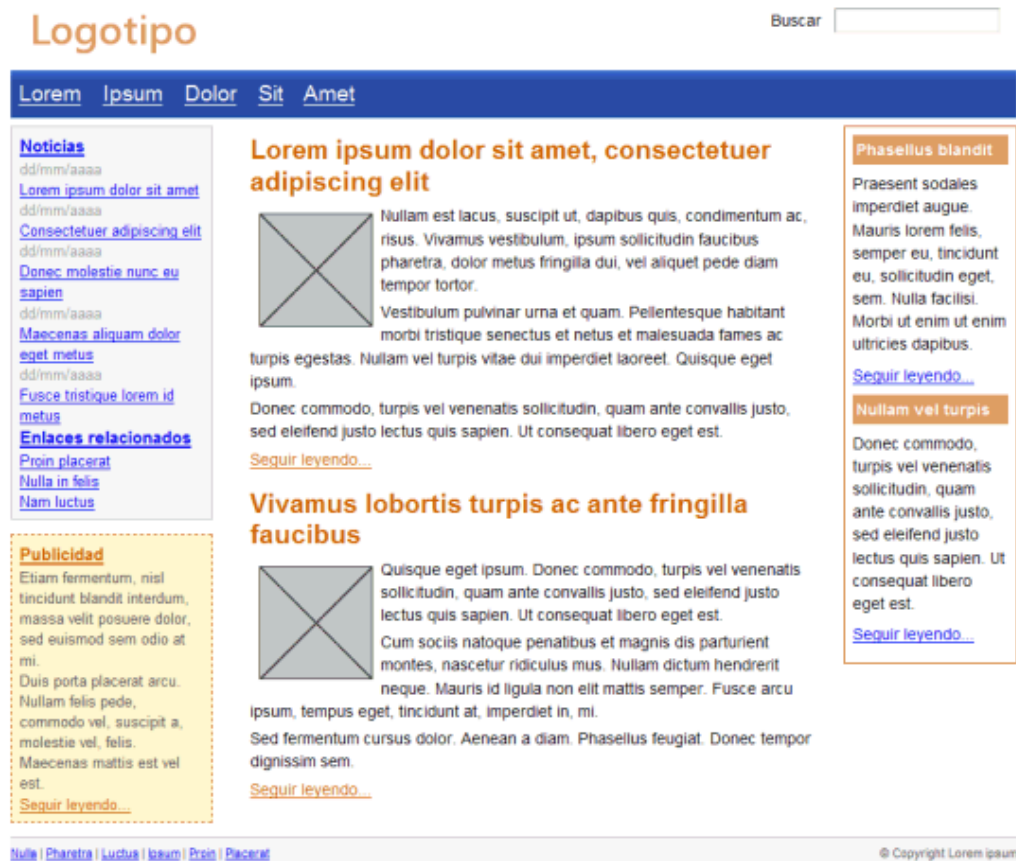 Logotipo
Buscar
Lorem Ipsum Dolor Sit Amet
Noticias
dd/mm/aaaa
Lorem ipsum dolor sit amet
dd/mm/aaaa
Consectetuer adipiscing elit
dd/mm/aaaa
Donec molestie nunc eu
sapien
dd/mm/aaaa
Maecenas aliquam dolor
eget metus
dd/mm/aaaa
Fusce tristique lorem id
metus
Enlaces relacionados
Proin placerat
Nulla in felis
Nam luctus
Publicidad
Etiam fermentum, nisl
tincidunt blandit interdum,
massa velit posuere dolor,
sed euismod sem odio at
mi.
Duis porta placerat arcu.
Nullam felis pede,
commodo vel, suscipit a,
molestie vel, felis.
Maecenas mattis est vel
est.
Seguir leyendo...
Lorem ipsum dolor sit amet, consectetuer
adipiscing elit
Nullam est lacus, suscipit ut, dapibus quis, condimentum ac,
risus. Vivamus vestibulum, ipsum sollicitudin faucibus
pharetra, dolor metus fringilla dui, vel aliquet pede diam
tempor tortor.
Vestibulum pulvinar urna et quam. Pellentesque habitant
morbi tristique senectus et netus et malesuada fames ac
turpis egestas. Nullam vel turpis vitae dui imperdiet laoreet. Quisque eget
ipsum.
Donec commodo, turpis vel venenatis sollicitudin, quam ante convallis justo,
sed eleifend justo lectus quis sapien. Ut consequat libero eget est.
Seguir leyendo...
Vivamus lobortis turpis ac ante fringilla
faucibus
Quisque eget ipsum. Donec commodo, turpis vel venenatis
sollicitudin, quam ante convallis justo, sed eleifend justo
lectus quis sapien. Ut consequat libero eget est.
Cum sociis natoque penatibus et magnis dis parturient
montes, nascetur ridiculus mus. Nullam dictum hendrerit
neque. Mauris id ligula non elit mattis semper. Fusce arcu
ipsum, tempus eget, tincidunt at, imperdiet in, mi.
Sed fermentum cursus dolor. Aenean a diam. Phasellus feugiat. Donec tempor
dignissim sem.
Seguir leyendo...
Phasellus blandit
Praesent sodales
imperdiet augue.
Mauris lorem felis,
semper eu, tincidunt
eu, sollicitudin eget,
sem. Nulla facilisi.
Morbi ut enim ut enim
ultricies dapibus.
Seguir leyendo...
Nullam vel turpis
Donec commodo,
turpis vel venenatis
sollicitudin, quam
ante convallis justo,
sed eleifend justo
lectus quis sapien. Ut
consequat libero
eget est.
Seguir leyendo...
Nulla | Pharetra | Luctus | Ipsum | Proin | Placerat
© Copyright Lorem ipsum